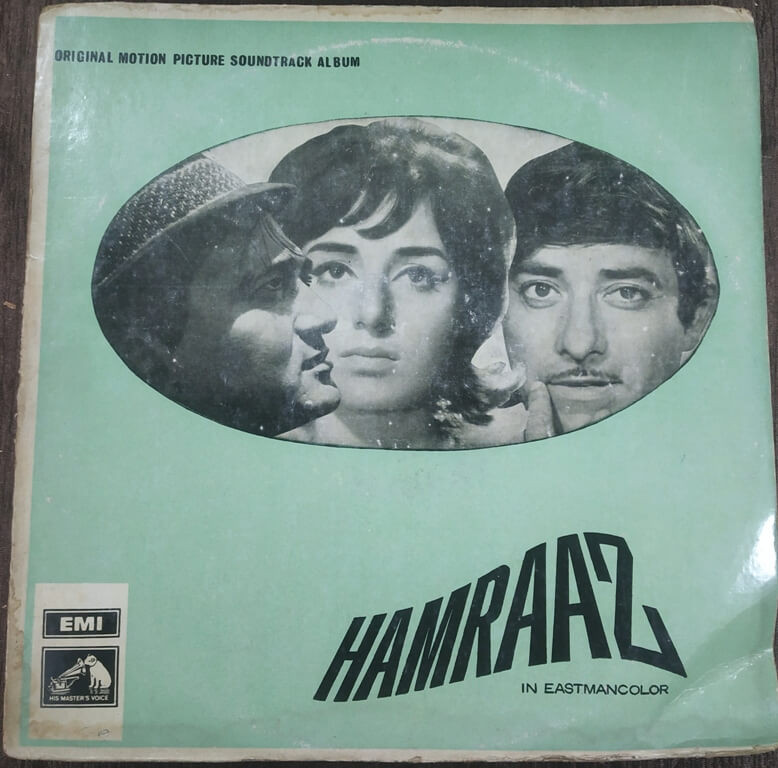 ORIGINAL MOTION PICTURE SOUNDTRACK ALBUM
HAMRAAZ
IN EASTMANCOLOR
EMI
HIS MASTER'S VOICE